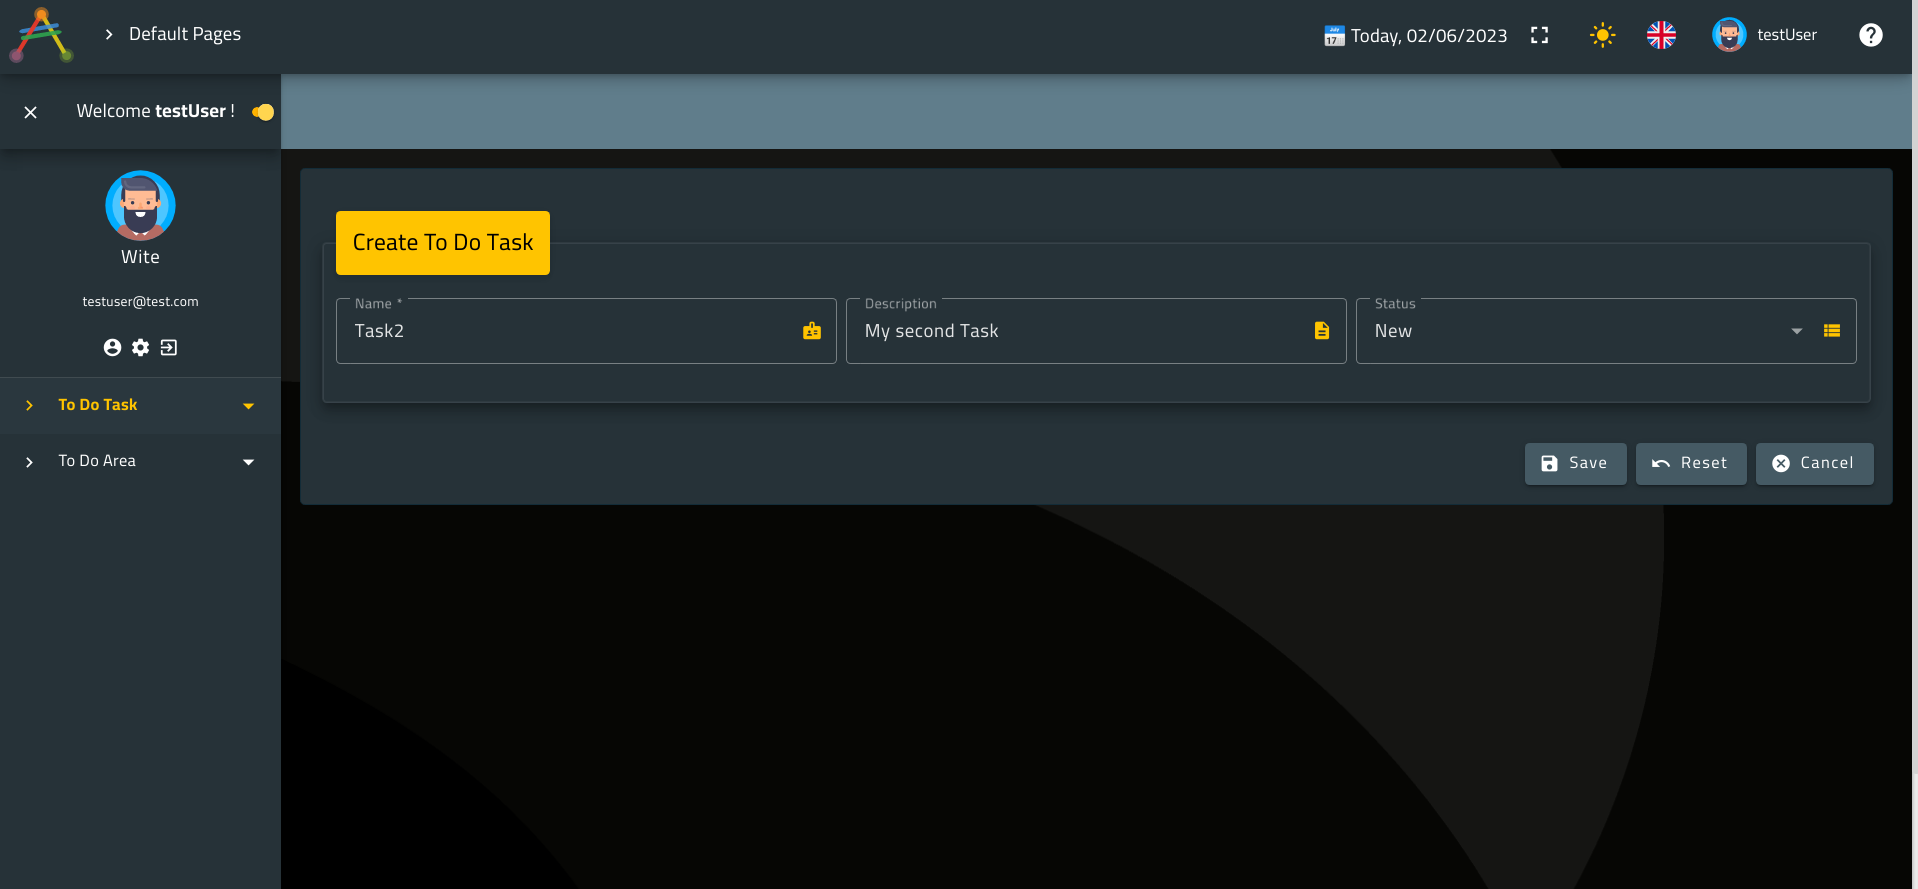 Default Pages
July 17 Today, 02/06/2023
testUser
Welcome testUser !
Wite
testuser@test.com
To Do Task
To Do Area
Create To Do Task
Name *
Task2
Description
My second Task
Status
New
Save
Reset
Cancel